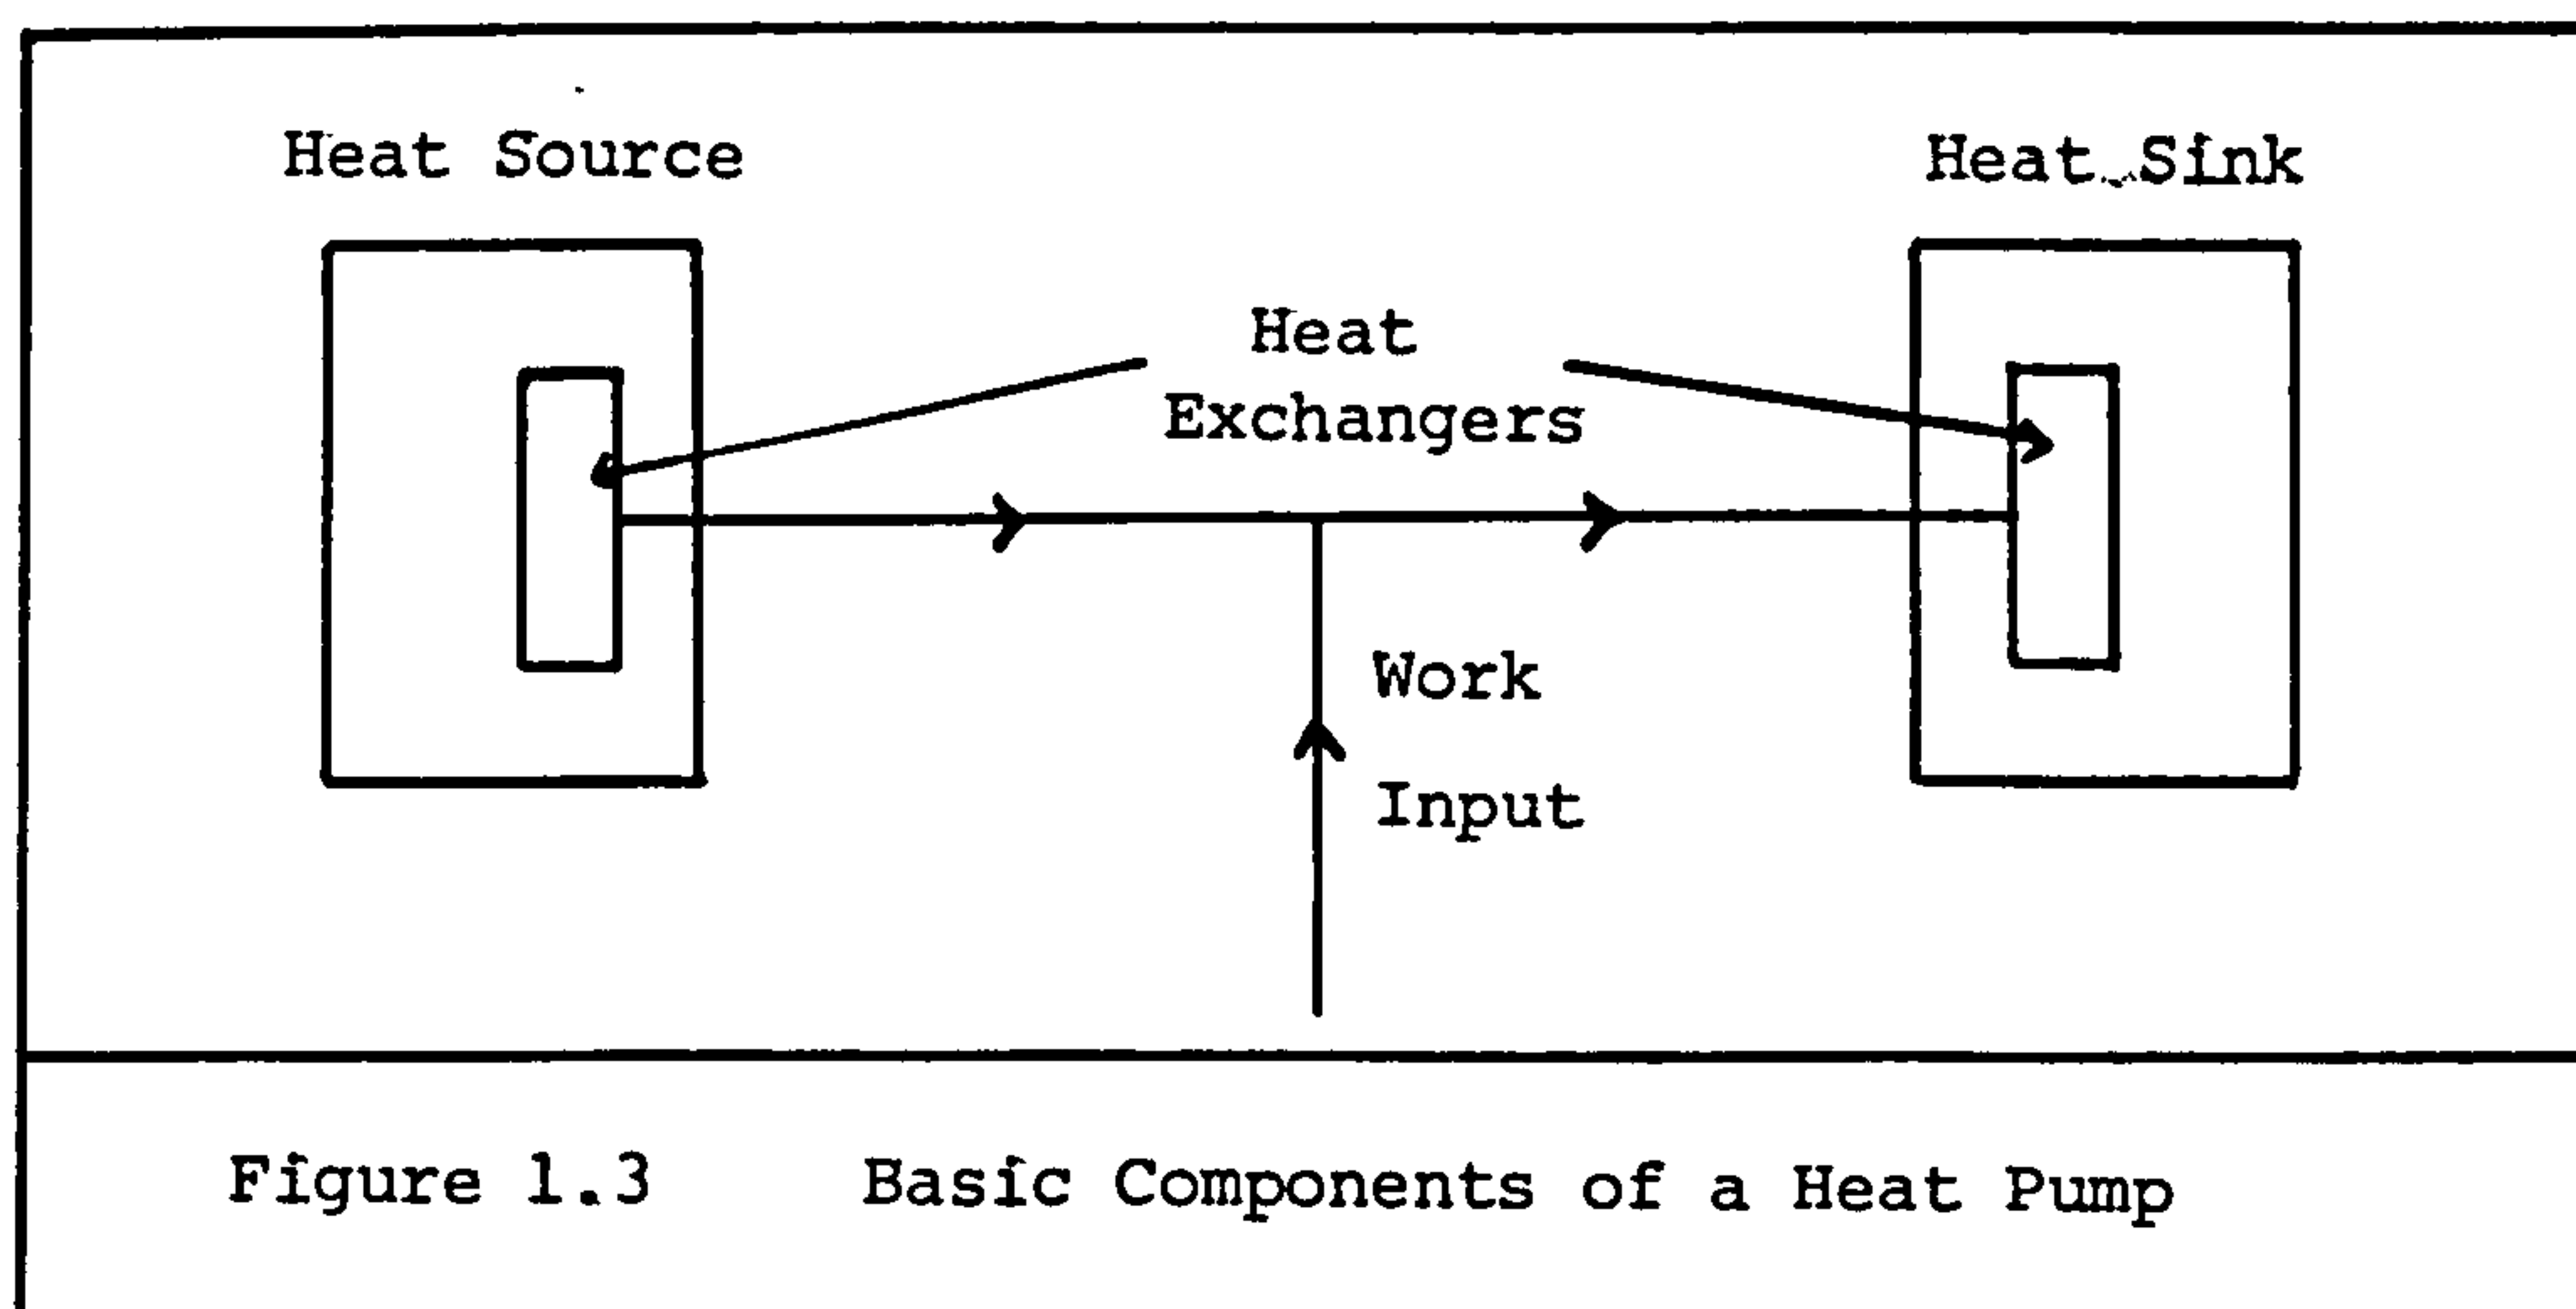 Heat Source
Heat Sink
Heat
Exchangers
Work
Input
Figure 1.3 Basic Components of a Heat Pump